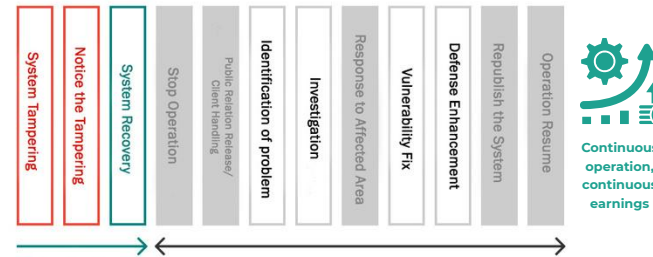 System Tampering
Notice the Tampering
System Recovery
Stop Operation
Public Relation Release/
Client Handling
Identification of problem
Investigation
Response to Affected Area
Vulnerability Fix
Defense Enhancement
Republish the System
Operation Resume
Continuous
operation,
continuous
earnings